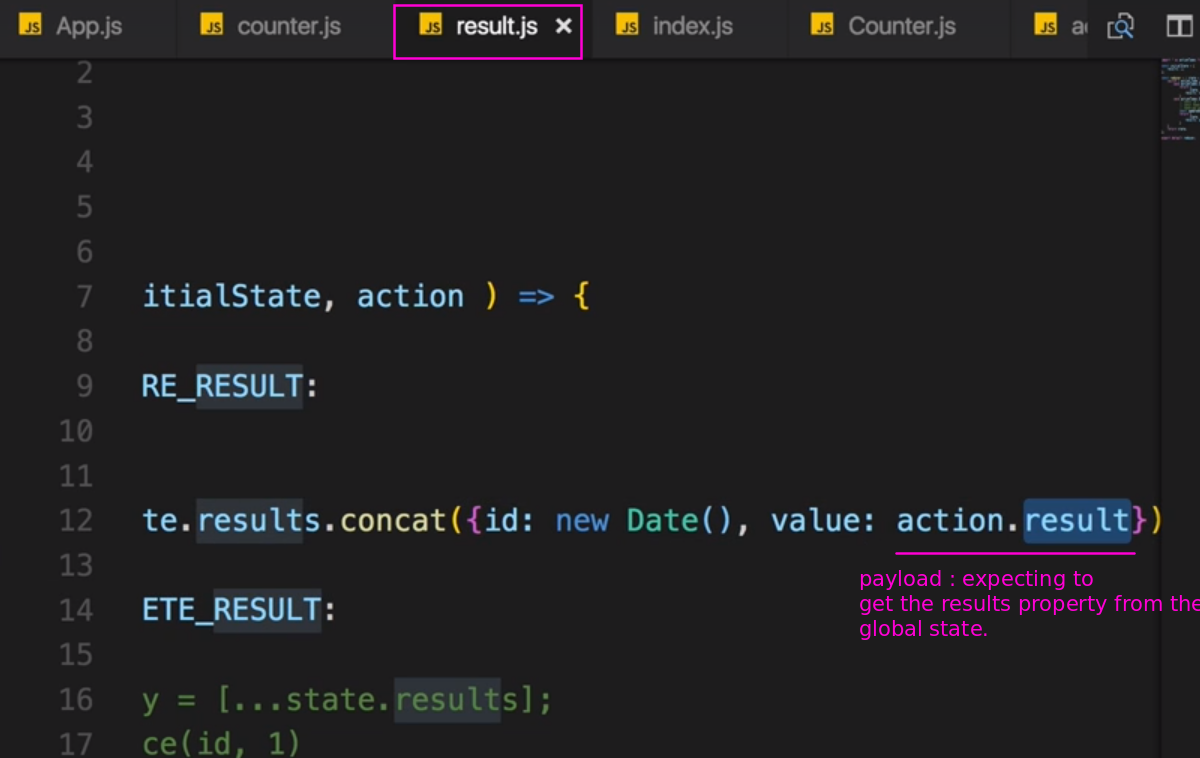 JS App.js JS counter.js JS result.js × JS index.js JS Counter.js JS
2
3
4
5
6
7 itialState, action ) => {
8
9 RE_RESULT:
10
11
12 te.results.concat({id: new Date(), value: action.result})
13
payload : expecting to
14 ETE_RESULT:
get the results property from the
global state.
15
16 y = [...state.results];
17 ce(id, 1)